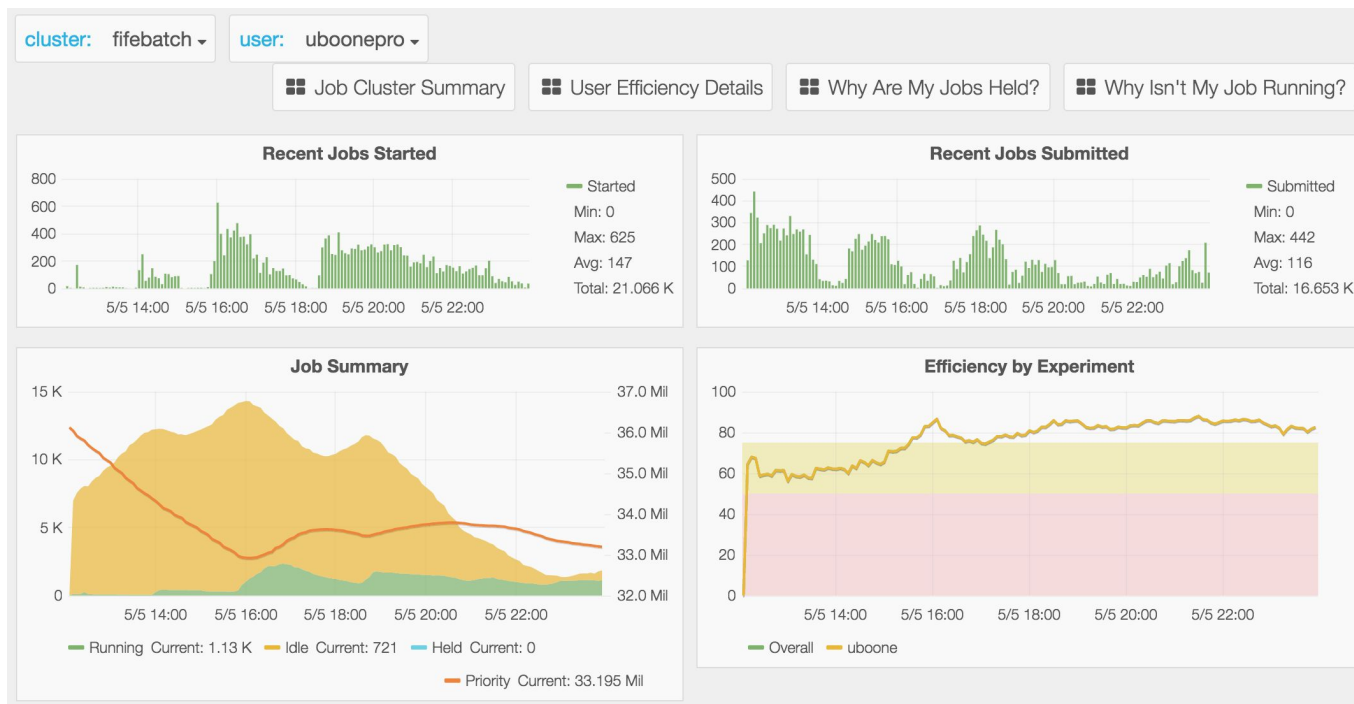 cluster: fifebatch user: uboonepro
Job Cluster Summary User Efficiency Details Why Are My Jobs Held? Why Isn't My Job Running?
Recent Jobs Started
800
600
400
200
0
5/5 14:00 5/5 16:00 5/5 18:00 5/5 20:00 5/5 22:00
Started
Min: 0
Max: 625
Avg: 147
Total: 21.066 K
Recent Jobs Submitted
500
400
300
200
100
0
5/5 14:00 5/5 16:00 5/5 18:00 5/5 20:00 5/5 22:00
Submitted
Min: 0
Max: 442
Avg: 116
Total: 16.653 K
Job Summary
15 K
10 K
5 K
0
37.0 Mil
36.0 Mil
35.0 Mil
34.0 Mil
33.0 Mil
32.0 Mil
5/5 14:00 5/5 16:00 5/5 18:00 5/5 20:00 5/5 22:00
Running Current: 1.13 K Idle Current: 721 Held Current: 0
Priority Current: 33.195 Mil
Efficiency by Experiment
100
80
60
40
20
0
5/5 14:00 5/5 16:00 5/5 18:00 5/5 20:00 5/5 22:00
Overall uboone